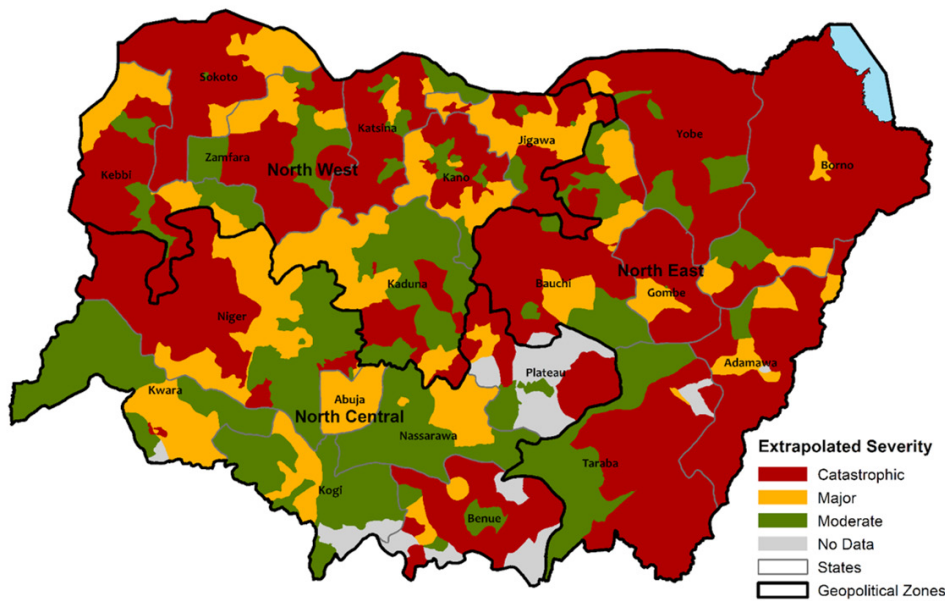 Sokoto
Katsina
Yobe
Jigawa
Zamfara
North West
Kano
Borno
Kebbi
North East
Kaduna
Bauchi
Gombe
Niger
Plateau
Adamawa
Kwara
Abuja
North Central
Nassarawa
Taraba
Kogi
Benue
Extrapolated Severity
Catastrophic
Major
Moderate
No Data
States
Geopolitical Zones